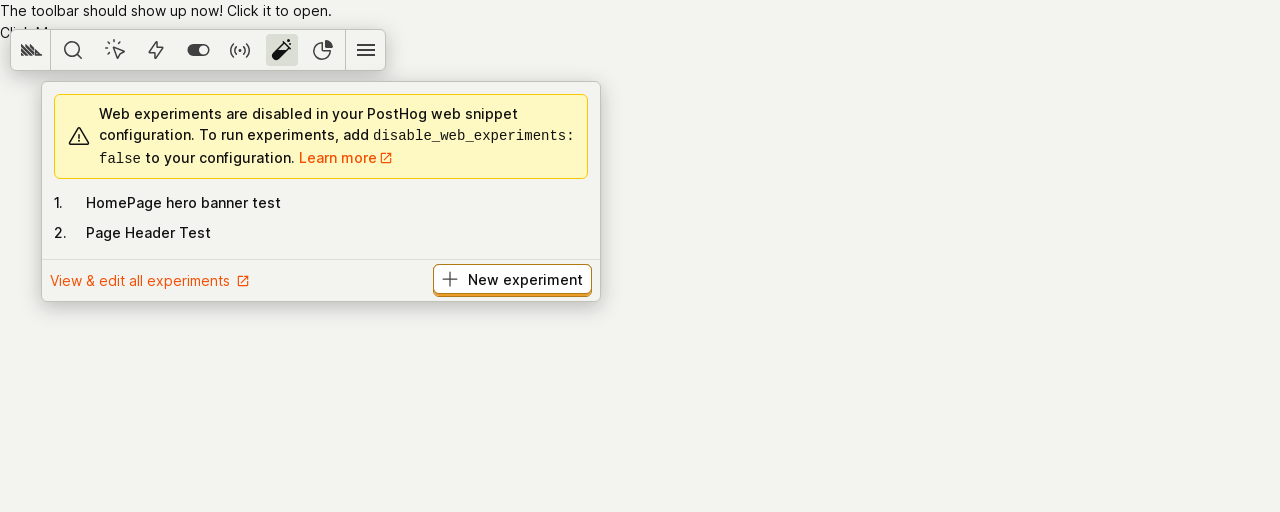 The toolbar should show up now! Click it to open.
Web experiments are disabled in your PostHog web snippet
configuration. To run experiments, add disable_web_experiments:
false to your configuration. Learn more
1. HomePage hero banner test
2. Page Header Test
View & edit all experiments
New experiment